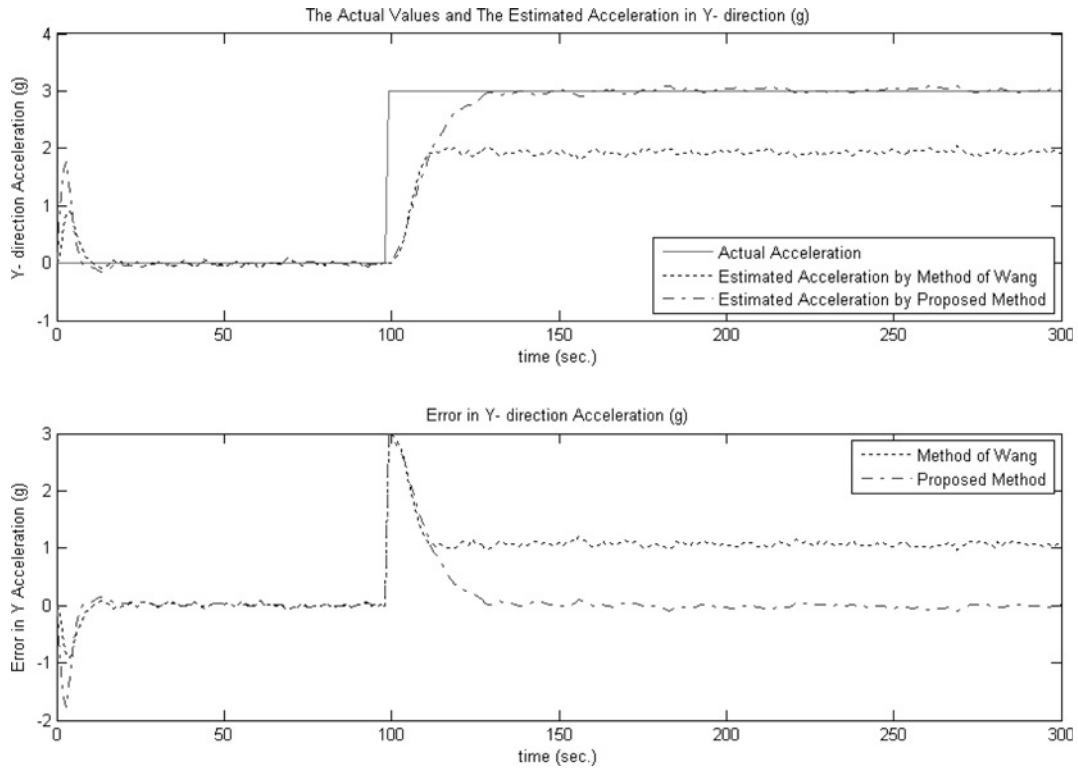 The Actual Values and The Estimated Acceleration in Y- direction (g)
4
3
2
1
0
-1
Y- direction Acceleration (g)
Actual Acceleration
Estimated Acceleration by Method of Wang
Estimated Acceleration by Proposed Method
0 50 100 150 200 250 300
time (sec.)
Error in Y- direction Acceleration (g)
3
2
1
0
-1
-2
Error in Y Acceleration (g)
Method of Wang
Proposed Method
0 50 100 150 200 250 300
time (sec.)